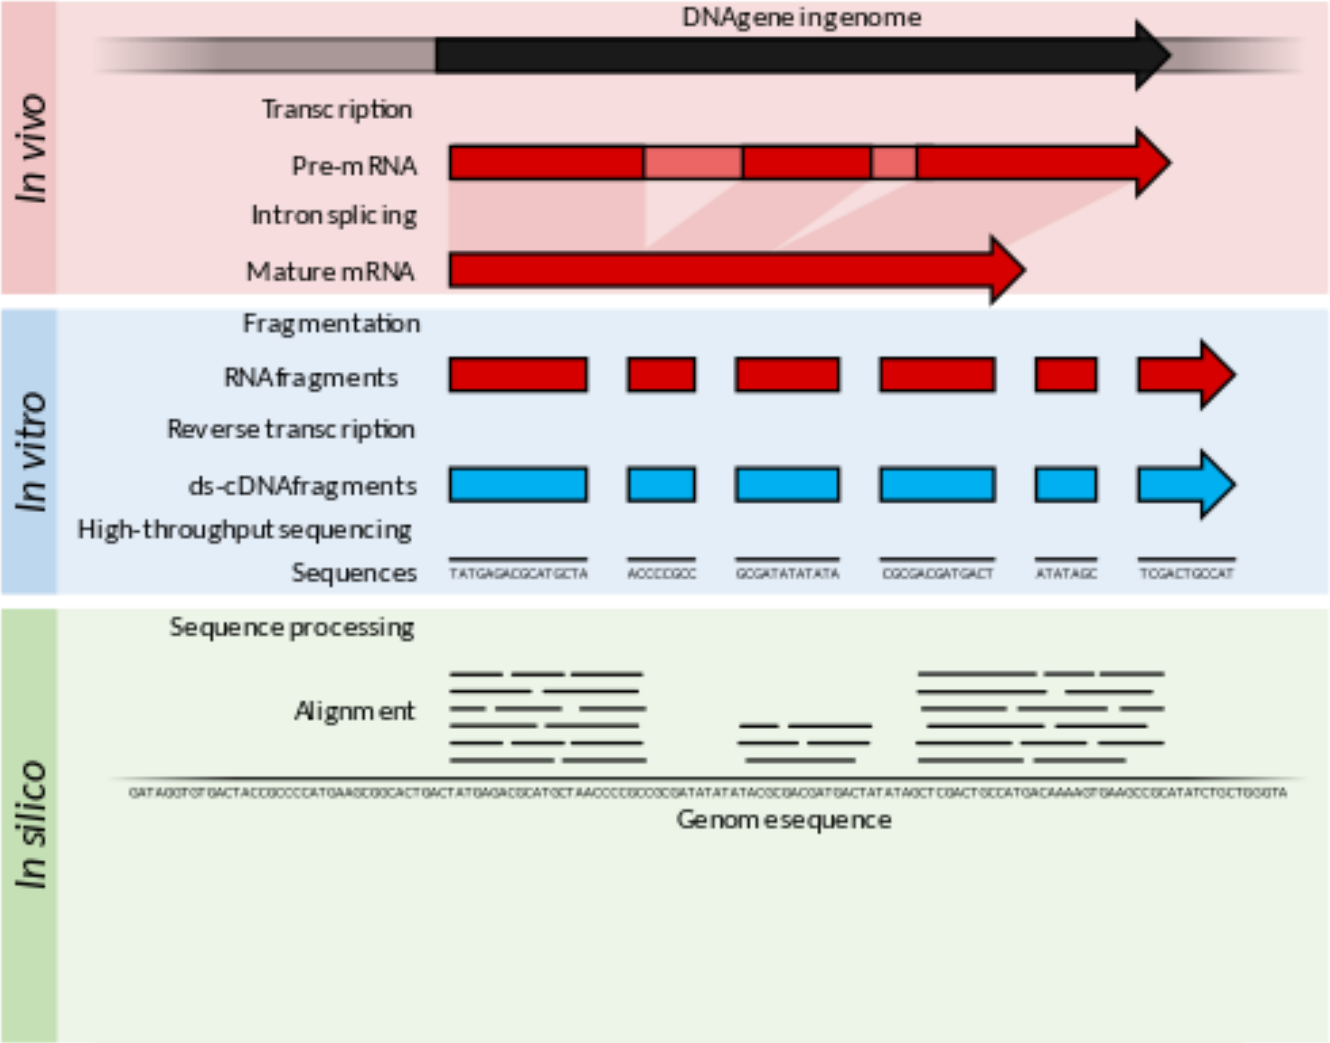 In vivo
DNA gene in genome
Transcription
Pre-mRNA
Intron splicing
Mature mRNA
In vitro
Fragmentation
RNA fragments
Reverse transcription
ds-cDNA fragments
High-throughput sequencing
Sequences
TATGAGACGCATGCTA ACCCCGCC GCGATATATATA CGCGACGATGACT ATATAGC TCGACTGCCAT
In silico
Sequence processing
Alignment
GATAGGTGTGACTACCGCCCCATGAAGCGGCACTGACTATGAGACGCATGCTAACCCCGCCGCGATATATATACGCGACGATGACTATATAGCTCGACTGCCATGACAAAAGTGAAGCCGCATATCTGCTGGGTA
Genome sequence